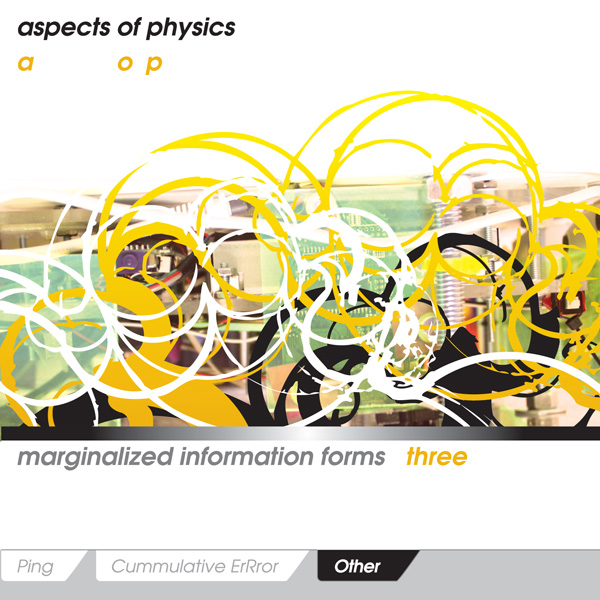 aspects of physics
a o p
marginalized information forms three
Ping Cummulative ErRror Other